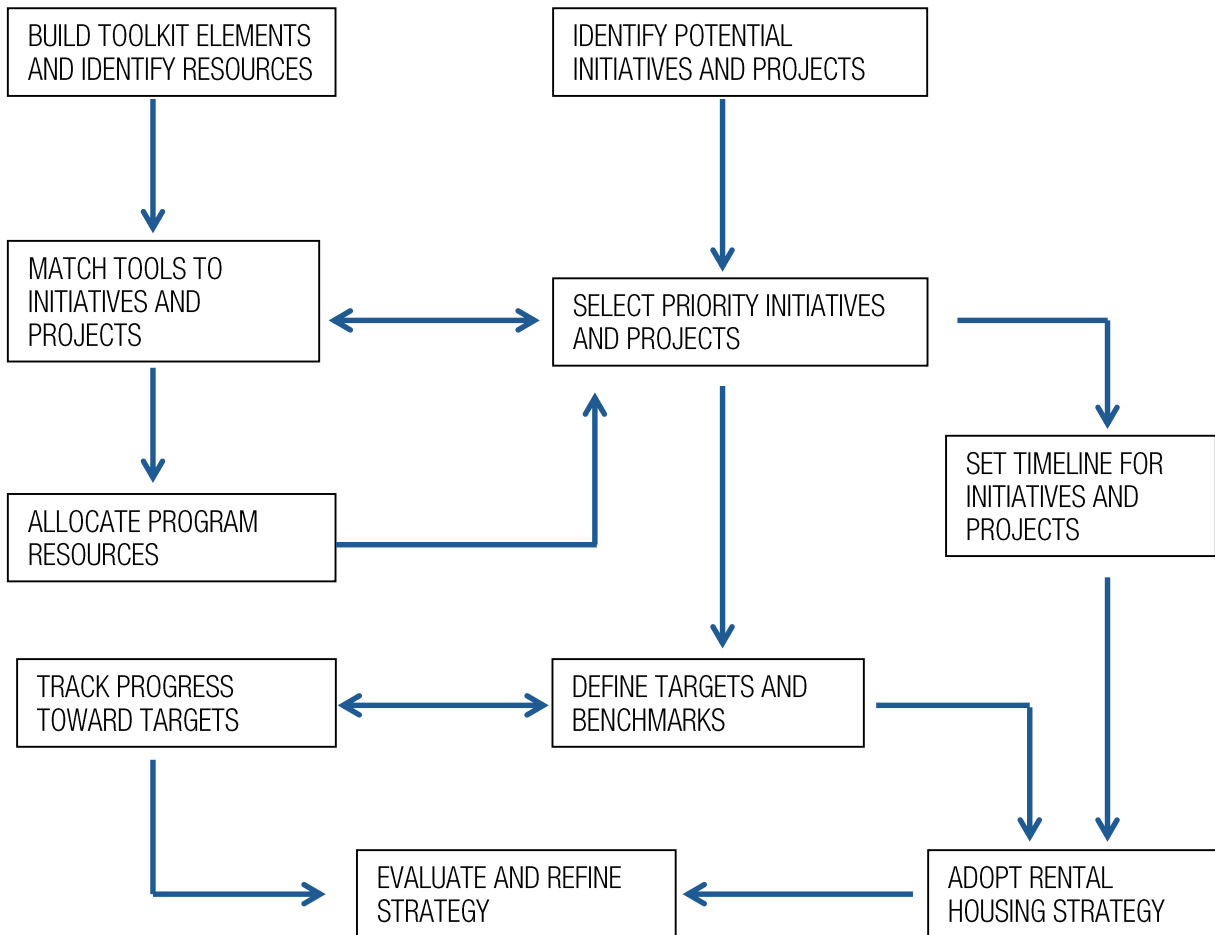 BUILD TOOLKIT ELEMENTS
AND IDENTIFY RESOURCES
IDENTIFY POTENTIAL
INITIATIVES AND PROJECTS
MATCH TOOLS TO
INITIATIVES AND
PROJECTS
SELECT PRIORITY INITIATIVES
AND PROJECTS
SET TIMELINE FOR
INITIATIVES AND
PROJECTS
ALLOCATE PROGRAM
RESOURCES
TRACK PROGRESS
TOWARD TARGETS
DEFINE TARGETS AND
BENCHMARKS
EVALUATE AND REFINE
STRATEGY
ADOPT RENTAL
HOUSING STRATEGY